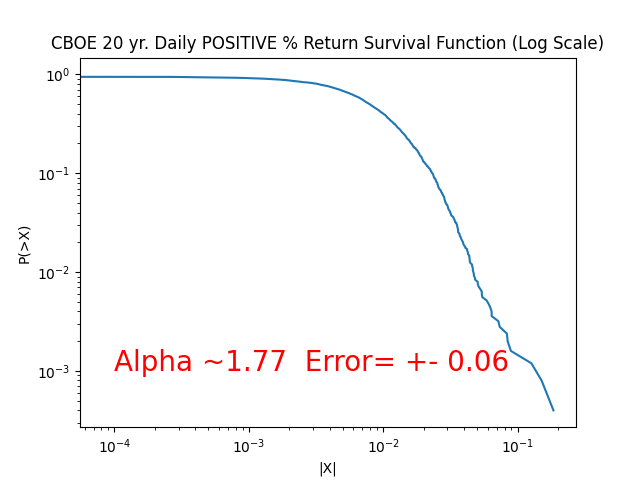 CBOE 20 yr. Daily POSITIVE % Return Survival Function (Log Scale)
10⁰
10⁻¹
10⁻²
10⁻³
P(>X)
Alpha ~1.77  Error= +- 0.06
10⁻⁴ 10⁻³ 10⁻² 10⁻¹
|X|